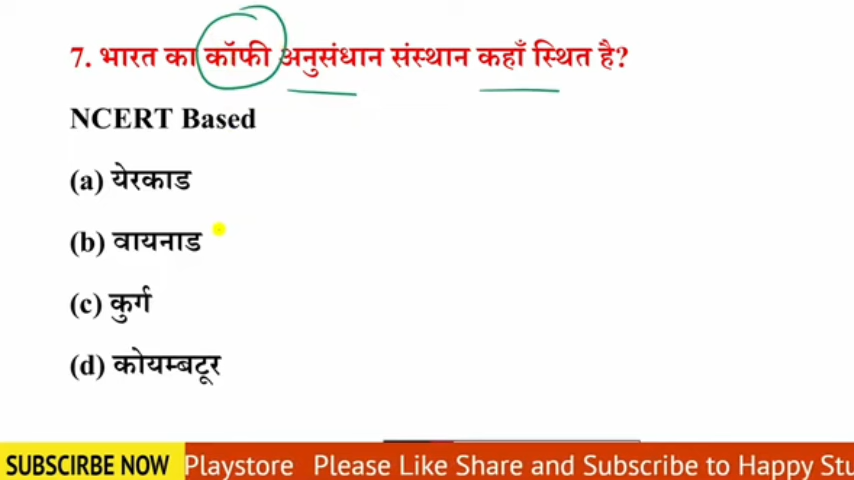 7. भारत का कॉफी अनुसंधान संस्थान कहाँ स्थित है?
NCERT Based
(a) येरकाड
(b) वायनाड
(c) कुर्ग
(d) कोयम्बटूर
SUBSCIRBE NOW Playstore Please Like Share and Subscribe to Happy Stu